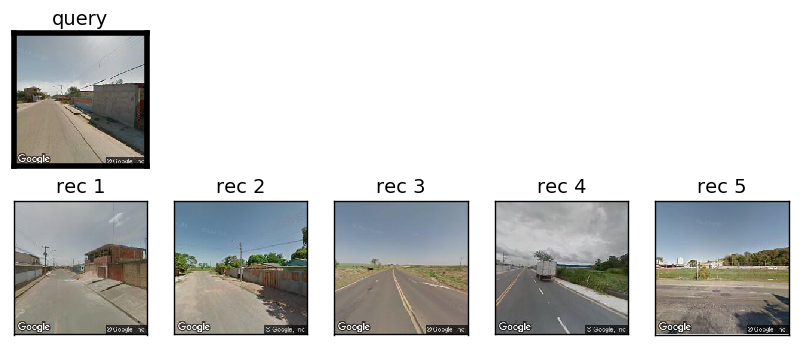 query
Google
© Google, Inc
rec 1
rec 2
rec 3
rec 4
rec 5
Google
© Google, Inc
Google
© Google, Inc
Google
© Google, Inc
Google
© Google, Inc
Google
© Google, Inc